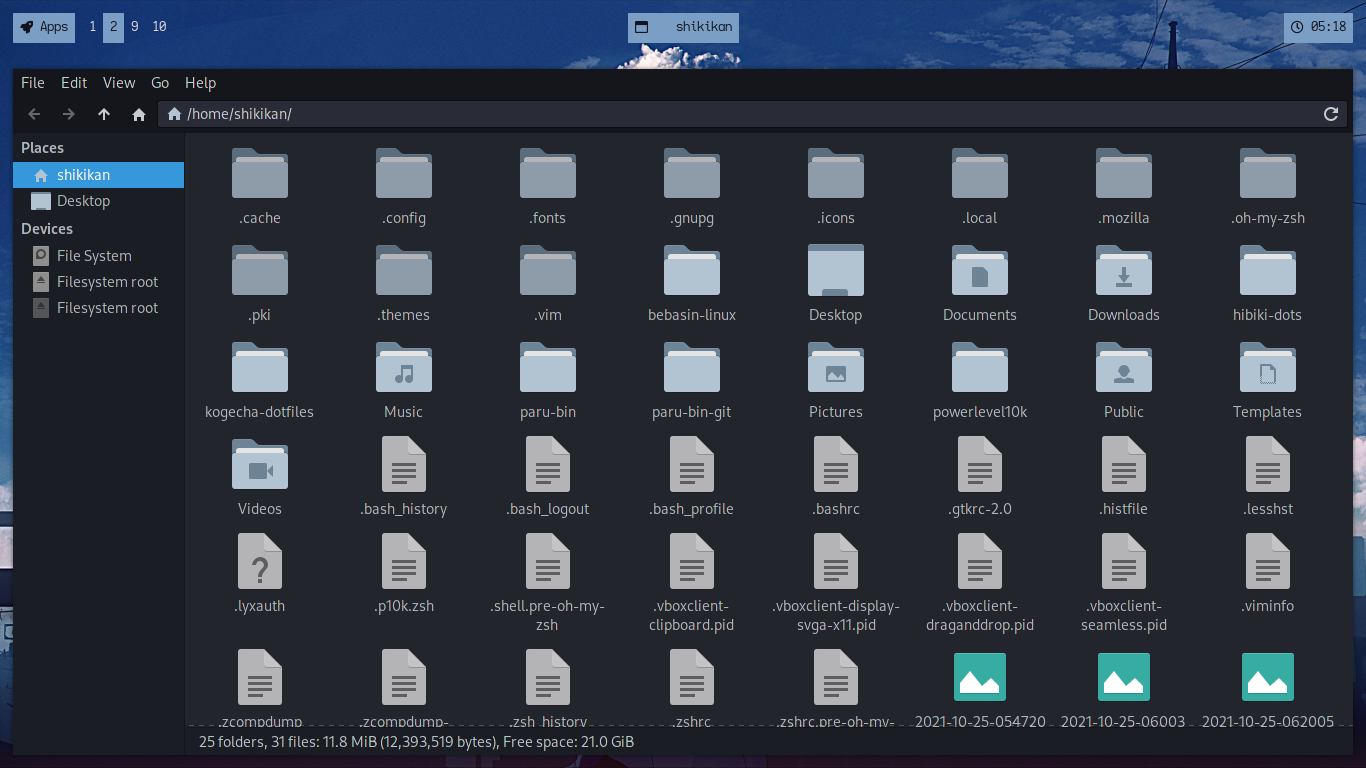 Apps 1 2 9 10 shikikan 05:18
File Edit View Go Help
/home/shikikan/
Places
shikikan
Desktop
Devices
File System
Filesystem root
Filesystem root
.cache .config .fonts .gnupg .icons .local .mozilla .oh-my-zsh
.pki .themes .vim bebasin-linux Desktop Documents Downloads hibiki-dots
kogecha-dotfiles Music paru-bin paru-bin-git Pictures powerlevel10k Public Templates
Videos .bash_history .bash_logout .bash_profile .bashrc .gtkrc-2.0 .histfile .lesshst
.lyxauth .p10k.zsh .shell.pre-oh-my- .vboxclient- .vboxclient-display- .vboxclient- .vboxclient- .viminfo
zsh clipboard.pid svga-x11.pid draganddrop.pid seamless.pid
.zcompdump .zcompdump- .zsh_history .zshrc .zshrc.pre-oh-my- 2021-10-25-054720 2021-10-25-06003 2021-10-25-062005
25 folders, 31 files: 11.8 MiB (12,393,519 bytes), Free space: 21.0 GiB